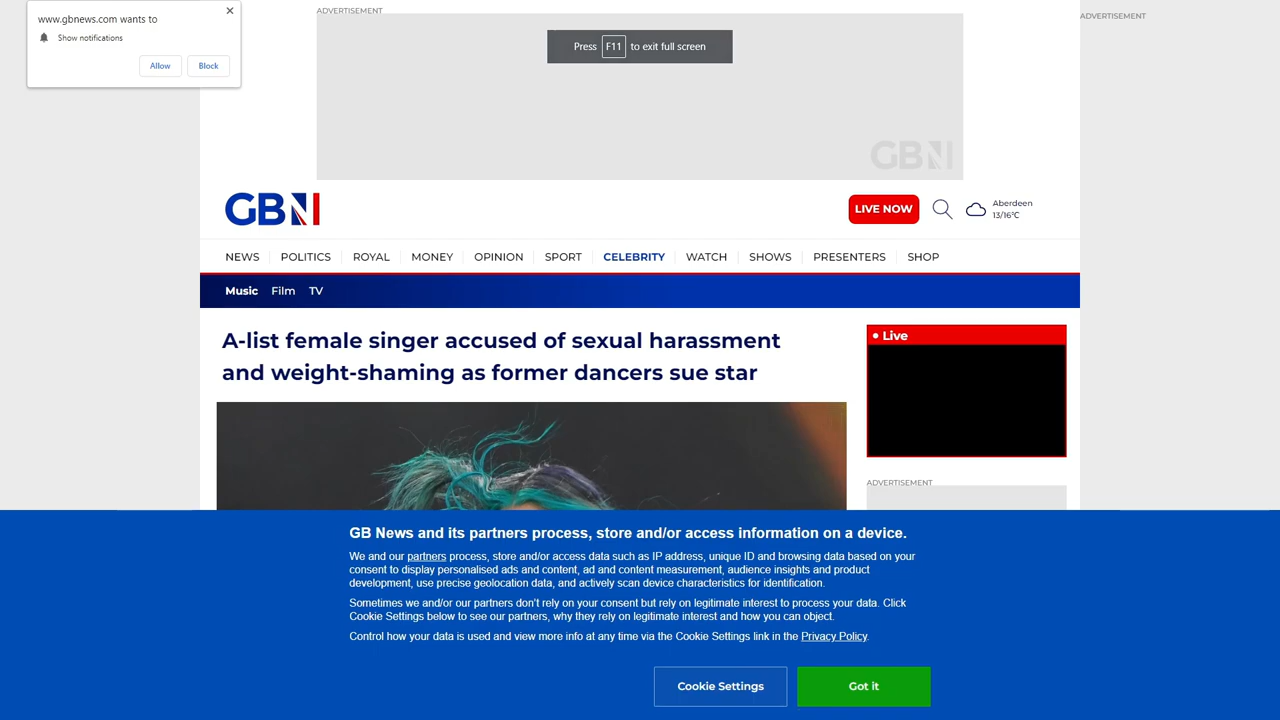 www.gbnews.com wants to
Show notifications
Allow
Block
ADVERTISEMENT
ADVERTISEMENT
Press F11 to exit full screen
GBN
GBN
LIVE NOW
Aberdeen
13/16°C
NEWS
POLITICS
ROYAL
MONEY
OPINION
SPORT
CELEBRITY
WATCH
SHOWS
PRESENTERS
SHOP
Music
Film
TV
A-list female singer accused of sexual harassment
and weight-shaming as former dancers sue star
Live
ADVERTISEMENT
GB News and its partners process, store and/or access information on a device.
We and our partners process, store and/or access data such as IP address, unique ID and browsing data based on your
consent to display personalised ads and content, ad and content measurement, audience insights and product
development, use precise geolocation data, and actively scan device characteristics for identification.
Sometimes we and/or our partners don't rely on your consent but rely on legitimate interest to process your data. Click
Cookie Settings below to see our partners, why they rely on legitimate interest and how you can object.
Control how your data is used and view more info at any time via the Cookie Settings link in the Privacy Policy.
Cookie Settings
Got it